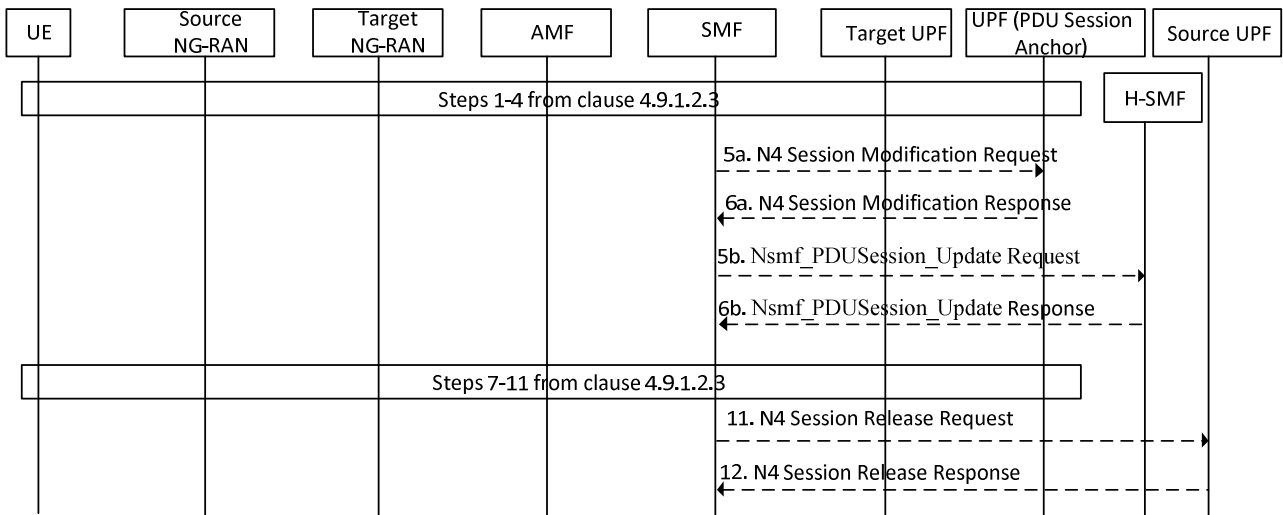 UE
Source
NG-RAN
Target
NG-RAN
AMF
SMF
Target UPF
UPF (PDU Session
Anchor)
Source UPF
Steps 1-4 from clause 4.9.1.2.3
H-SMF
5a. N4 Session Modification Request
6a. N4 Session Modification Response
5b. Nsmf_PDUSession_Update Request
6b. Nsmf_PDUSession_Update Response
Steps 7-11 from clause 4.9.1.2.3
11. N4 Session Release Request
12. N4 Session Release Response